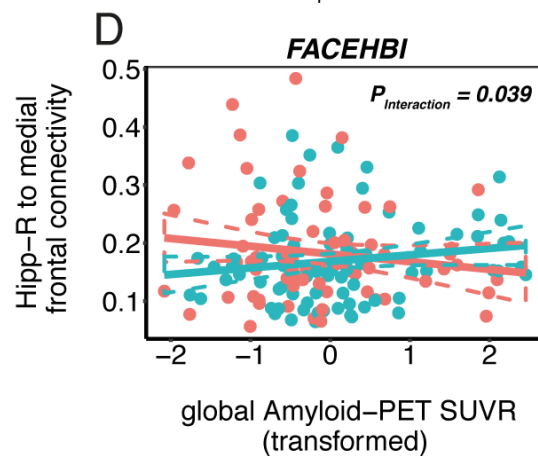 D
FACEHBI
P Interaction = 0.039
Hipp-R to medial
frontal connectivity
0.5
0.4
0.3
0.2
0.1
-2 -1 0 1 2
global Amyloid-PET SUVR
(transformed)